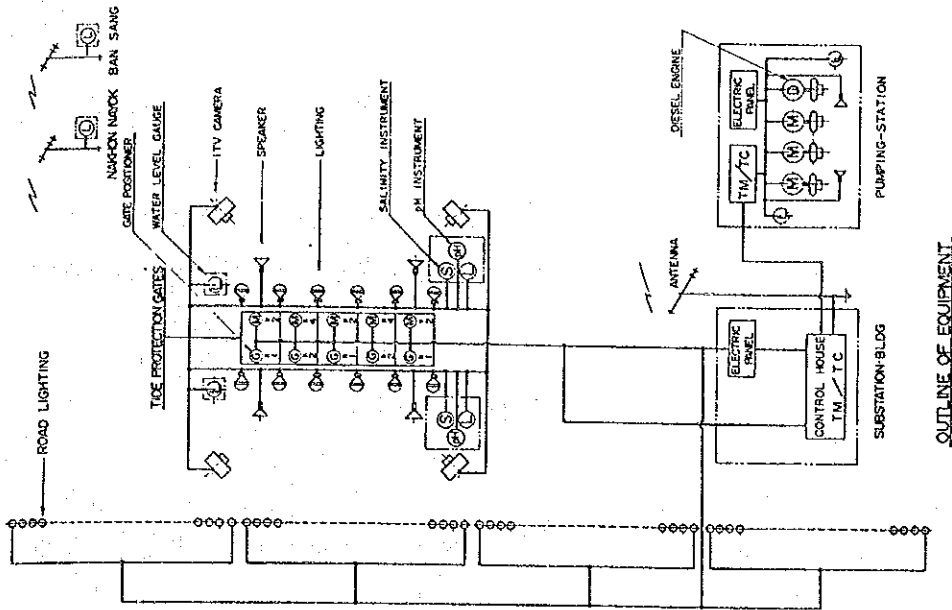 ROAD LIGHTING
TIDE PROTECTION GATES
GATE POSITIONER
WATER LEVEL GAUGE
NAKHON NAYOK
BAN SANG
L
L
L
L
ITV CAMERA
SPEAKER
LIGHTING
SALINITY INSTRUMENT
pH INSTRUMENT
G
M
G
M
G
M
G
M
G
M
S
pH
L
S
pH
L
ANTENNA
ELECTRIC
PANEL
CONTROL HOUSE
TM/TC
SUBSTATION-BLDG
DIESEL ENGINE
ELECTRIC
PANEL
TM/TC
L
M
M
M
D
L
PUMPING-STATION
OUTLINE OF EQUIPMENT